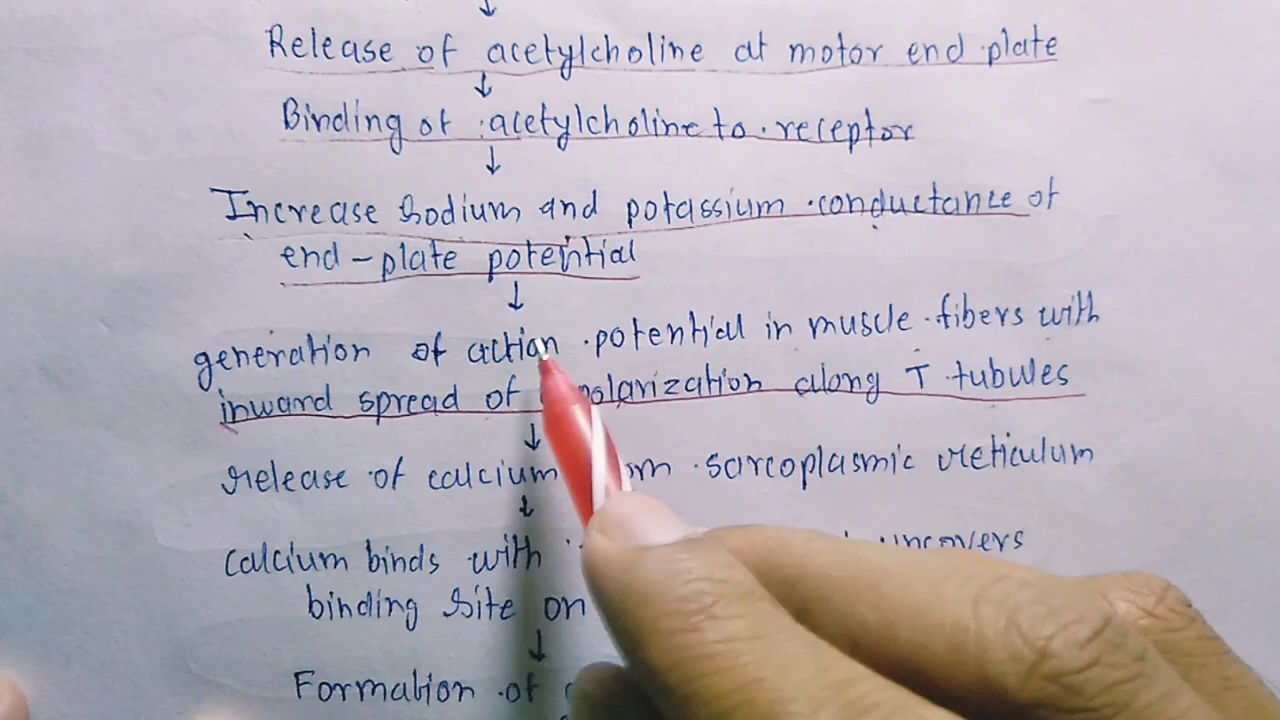 Release of acetylcholine at motor end plate
Binding of acetylcholine to receptor
Increase sodium and potassium conductance of
end-plate potential
generation of action potential in muscle fibers with
inward spread of along T tubules
release of calcium sarcoplasmic reticulum
calcium binds with uncovers
binding site on
Formation of